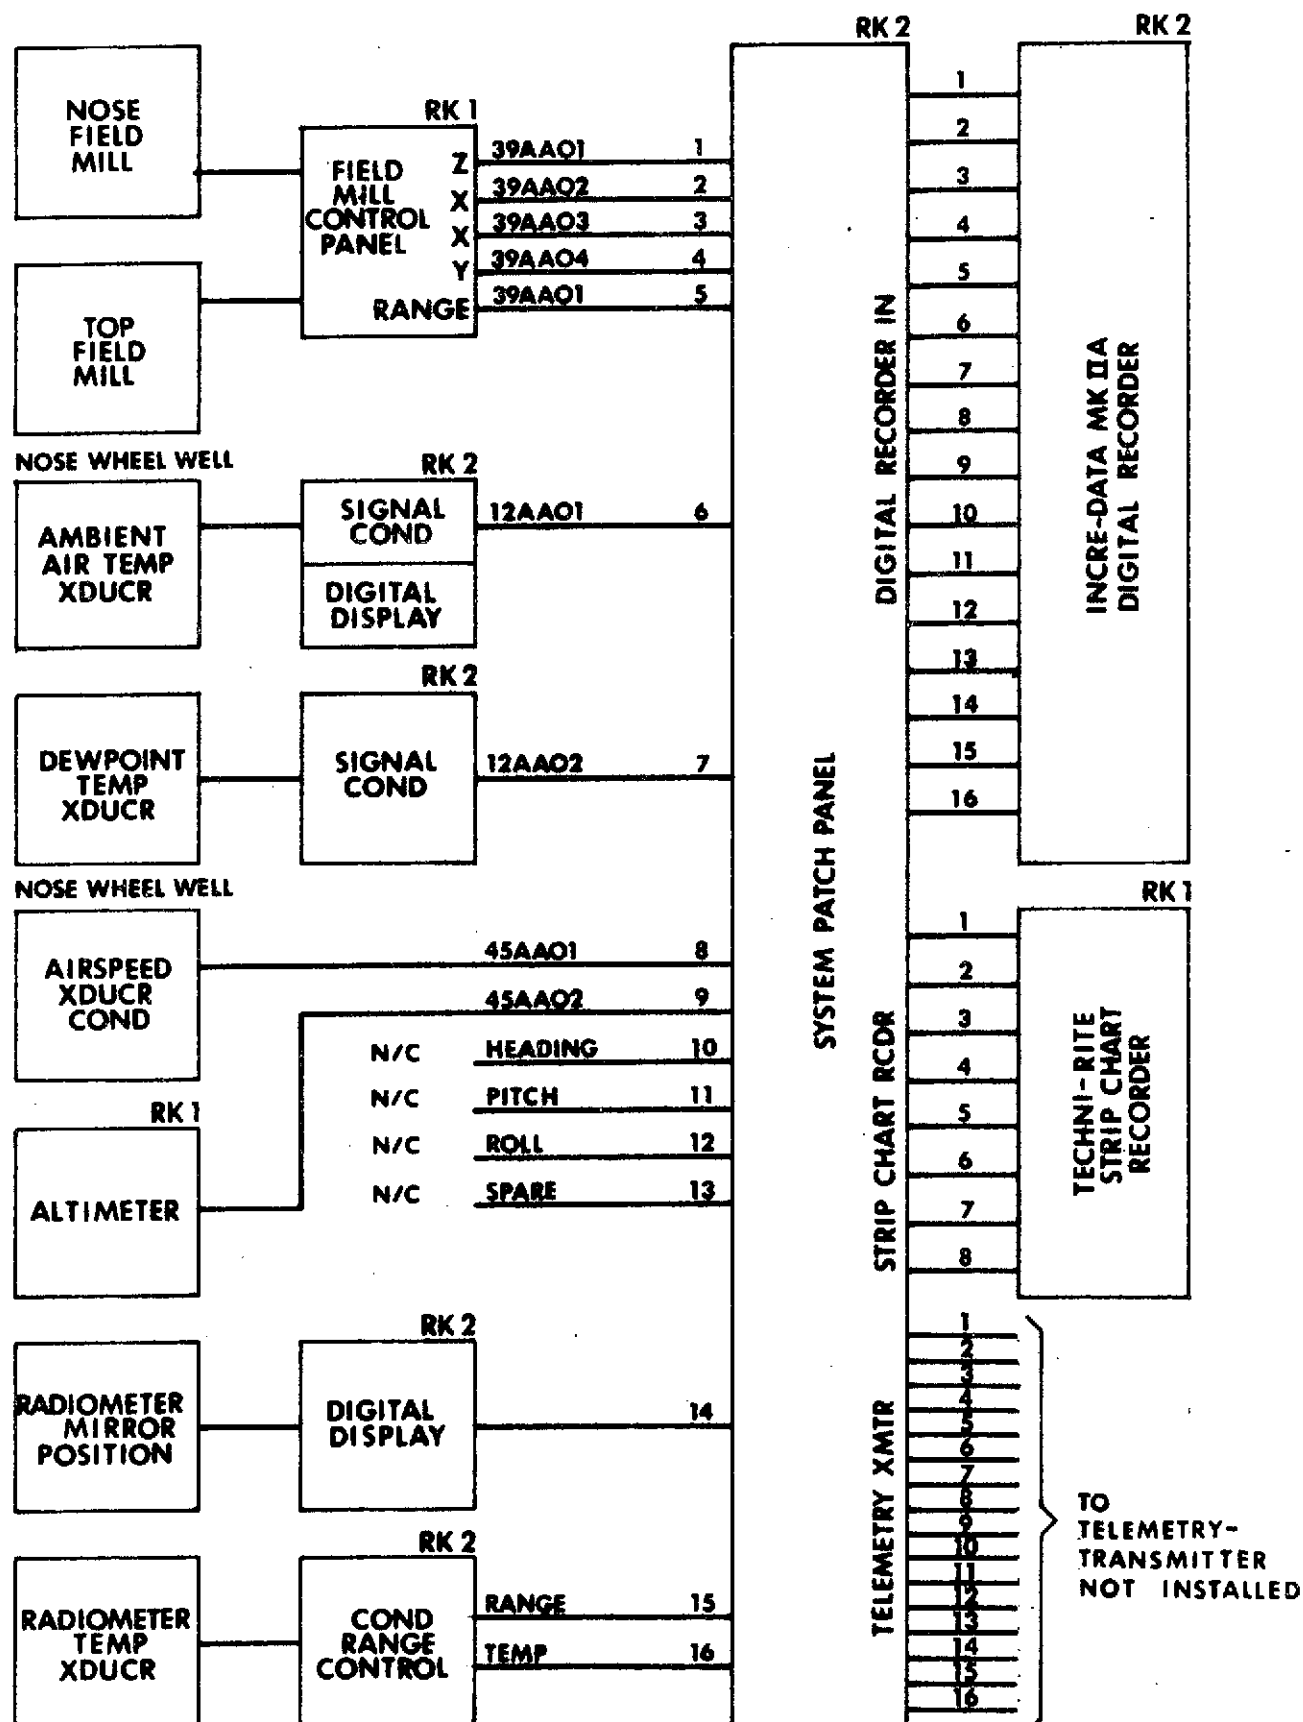 RK 2
RK 2
NOSE
FIELD
MILL
RK 1
FIELD
MILL
CONTROL
PANEL
Z
X
X
Y
RANGE
39AA01 1
39AA02 2
39AA03 3
39AA04 4
39AA01 5
TOP
FIELD
MILL
NOSE WHEEL WELL
AMBIENT
AIR TEMP
XDUCR
RK 2
SIGNAL
COND
DIGITAL
DISPLAY
12AA01 6
RK 2
DEWPOINT
TEMP
XDUCR
SIGNAL
COND
12AA02 7
NOSE WHEEL WELL
AIRSPEED
XDUCR
COND
45AA01 8
45AA02 9
N/C HEADING 10
N/C PITCH 11
N/C ROLL 12
N/C SPARE 13
RK 1
ALTIMETER
RK 2
RADIOMETER
MIRROR
POSITION
DIGITAL
DISPLAY
14
RK 2
RADIOMETER
TEMP
XDUCR
COND
RANGE
CONTROL
RANGE 15
TEMP 16
SYSTEM PATCH PANEL
DIGITAL RECORDER IN
1
2
3
4
5
6
7
8
9
10
11
12
13
14
15
16
INCRE-DATA MK IIA
DIGITAL RECORDER
RK 1
STRIP CHART RCDR
1
2
3
4
5
6
7
8
TECHNI-RITE
STRIP CHART
RECORDER
TELEMETRY XMTR
1
2
3
4
5
6
7
8
9
10
11
12
13
14
15
16
TO
TELEMETRY-
TRANSMITTER
NOT INSTALLED